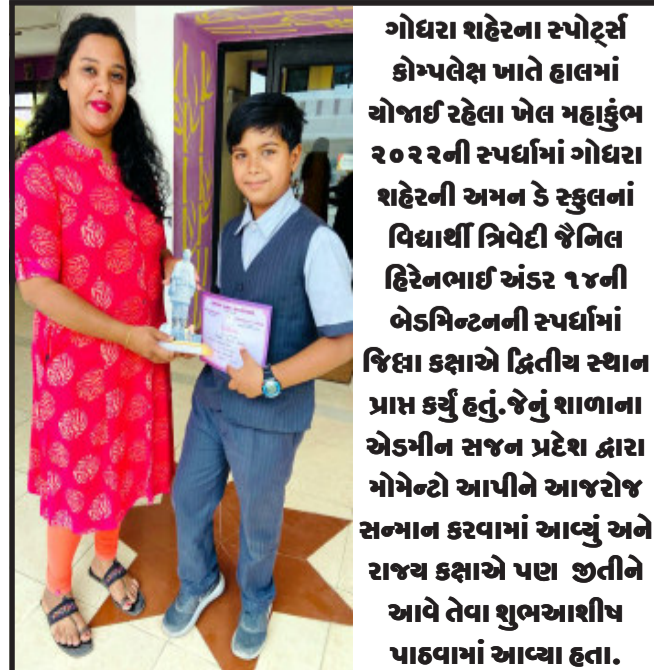 ગોધરા શહેરના સ્પોર્ટ્સ
કોમ્પલેક્ષ ખાતે હાલમાં
યોજાઈ રહેલા ખેલ મહાકુંભ
૨૦૨૨ની સ્પર્ધામાં ગોધરા
શહેરની અમન ડે સ્કુલનાં
વિદ્યાર્થી ત્રિવેદી જૈનિલ
હિરેનભાઈ અંડર ૧૪ની
બેડમિન્ટનની સ્પર્ધામાં
જિલ્લા કક્ષાએ દ્વિતીય સ્થાન
પ્રાપ્ત કર્યું હતું.જેનું શાળાના
એડમીન સજન પ્રદેશ દ્વારા
મોમેન્ટો આપીને આજરોજ
સન્માન કરવામાં આવ્યું અને
રાજ્ય કક્ષાએ પણ જીતીને
આવે તેવા શુભઆશીષ
પાઠવામાં આવ્યા હતા.